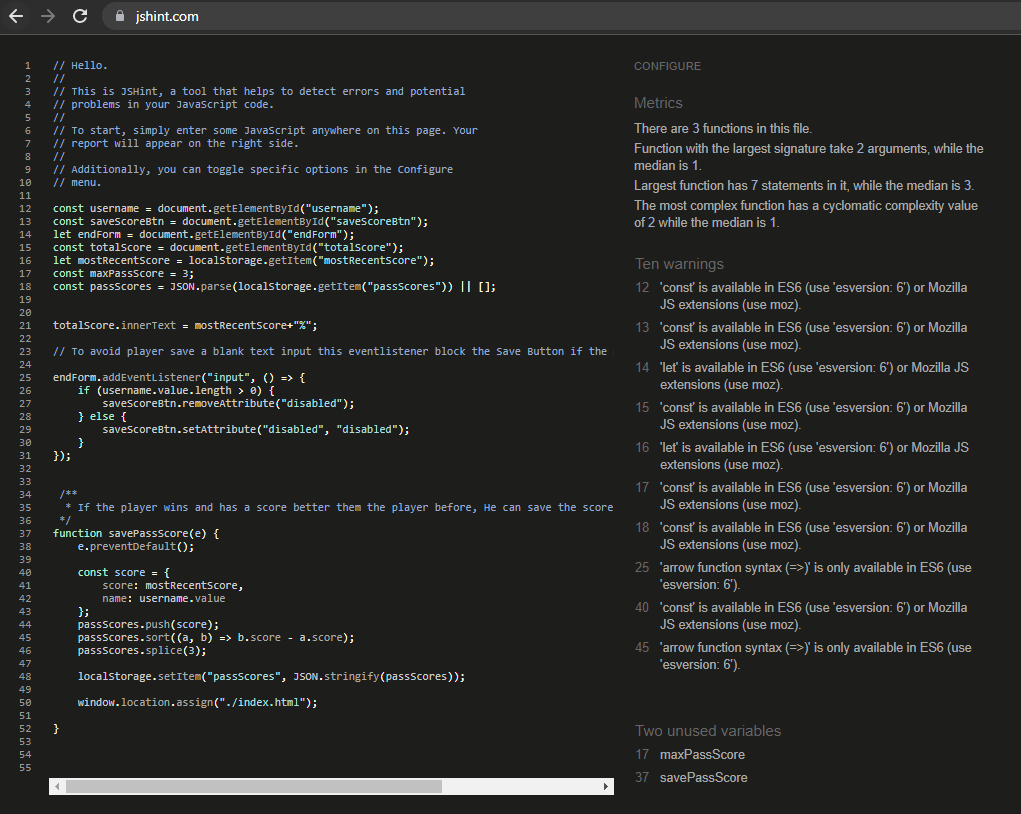 jshint.com
1 // Hello.
2 //
3 // This is JSHint, a tool that helps to detect errors and potential
4 // problems in your JavaScript code.
5 //
6 // To start, simply enter some JavaScript anywhere on this page. Your
7 // report will appear on the right side.
8 //
9 // Additionally, you can toggle specific options in the Configure
10 // menu.
11
12 const username = document.getElementById("username");
13 const saveScoreBtn = document.getElementById("saveScoreBtn");
14 let endForm = document.getElementById("endForm");
15 const totalScore = document.getElementById("totalScore");
16 let mostRecentScore = localStorage.getItem("mostRecentScore");
17 const maxPassScore = 3;
18 const passScores = JSON.parse(localStorage.getItem("passScores")) || [];
19
20
21 totalScore.innerText = mostRecentScore+"%";
22
23 // To avoid player save a blank text input this eventlistener block the Save Button if the
24
25 endForm.addEventListener("input", () => {
26 if (username.value.length > 0) {
27 saveScoreBtn.removeAttribute("disabled");
28 } else {
29 saveScoreBtn.setAttribute("disabled", "disabled");
30 }
31 });
32
33
34 /**
35 * If the player wins and has a score better them the player before, He can save the score
36 */
37 function savePassScore(e) {
38 e.preventDefault();
39
40 const score = {
41 score: mostRecentScore,
42 name: username.value
43 };
44 passScores.push(score);
45 passScores.sort((a, b) => b.score - a.score);
46 passScores.splice(3);
47
48 localStorage.setItem("passScores", JSON.stringify(passScores));
49
50 window.location.assign("./index.html");
51
52 }
53
54
55
CONFIGURE
Metrics
There are 3 functions in this file.
Function with the largest signature take 2 arguments, while the
median is 1.
Largest function has 7 statements in it, while the median is 3.
The most complex function has a cyclomatic complexity value
of 2 while the median is 1.
Ten warnings
12 'const' is available in ES6 (use 'esversion: 6') or Mozilla
JS extensions (use moz).
13 'const' is available in ES6 (use 'esversion: 6') or Mozilla
JS extensions (use moz).
14 'let' is available in ES6 (use 'esversion: 6') or Mozilla JS
extensions (use moz).
15 'const' is available in ES6 (use 'esversion: 6') or Mozilla
JS extensions (use moz).
16 'let' is available in ES6 (use 'esversion: 6') or Mozilla JS
extensions (use moz).
17 'const' is available in ES6 (use 'esversion: 6') or Mozilla
JS extensions (use moz).
18 'const' is available in ES6 (use 'esversion: 6') or Mozilla
JS extensions (use moz).
25 'arrow function syntax (=>)' is only available in ES6 (use
'esversion: 6').
40 'const' is available in ES6 (use 'esversion: 6') or Mozilla
JS extensions (use moz).
45 'arrow function syntax (=>)' is only available in ES6 (use
'esversion: 6').
Two unused variables
17 maxPassScore
37 savePassScore